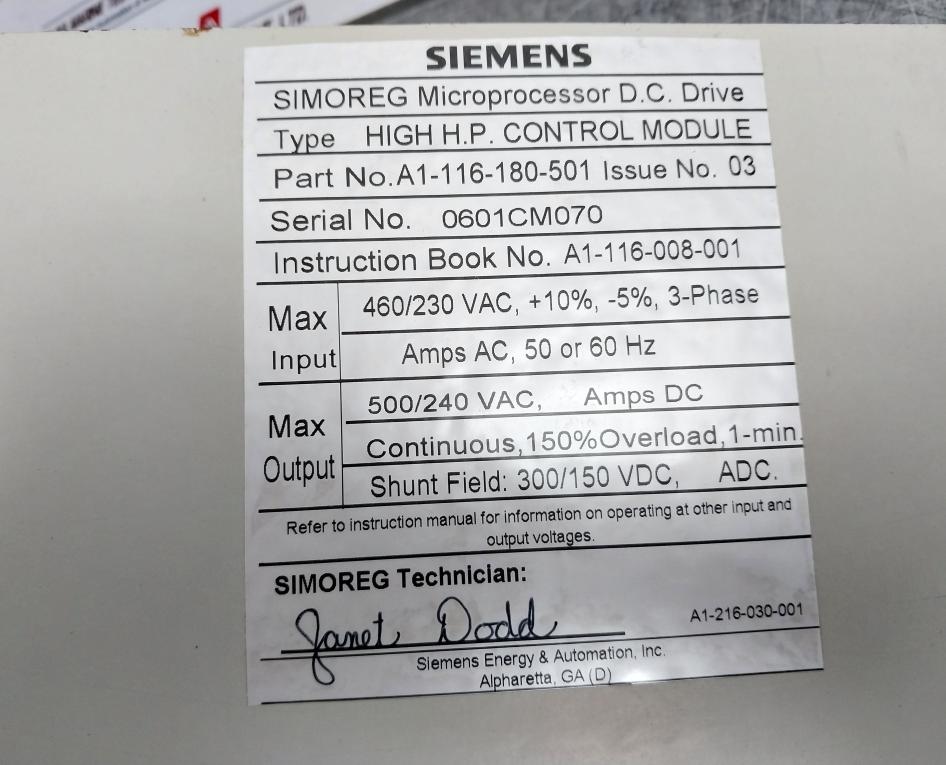 SIEMENS
SIMOREG Microprocessor D.C. Drive
Type HIGH H.P. CONTROL MODULE
Part No.A1-116-180-501 Issue No. 03
Serial No. 0601CM070
Instruction Book No. A1-116-008-001
Max Input
460/230 VAC, +10%, -5%, 3-Phase
Amps AC, 50 or 60 Hz
Max Output
500/240 VAC, Amps DC
Continuous,150%Overload,1-min.
Shunt Field: 300/150 VDC, ADC.
Refer to instruction manual for information on operating at other input and
output voltages.
SIMOREG Technician:
Janet Dodd
A1-216-030-001
Siemens Energy & Automation, Inc.
Alpharetta, GA (D)